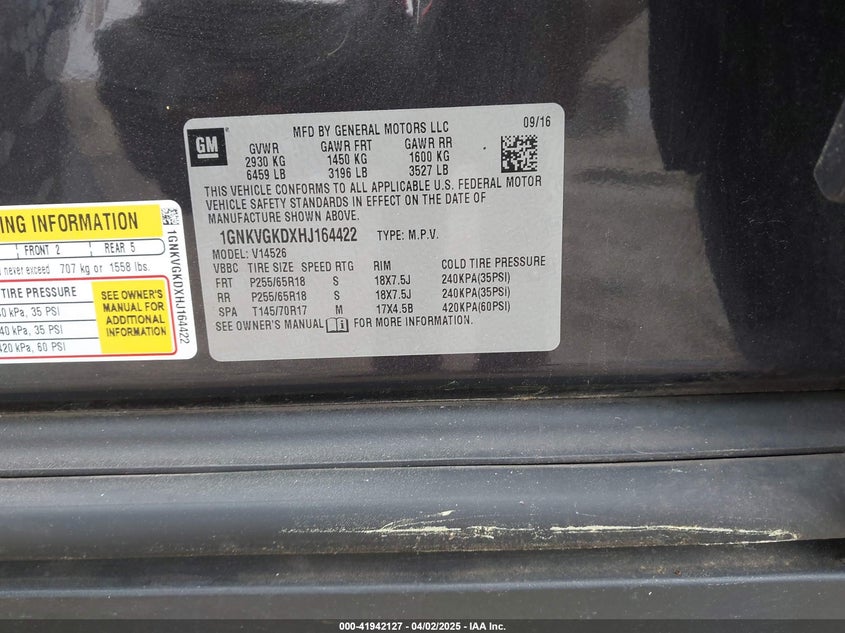 MFD BY GENERAL MOTORS LLC 09/16
GM
GVWR GAWR FRT GAWR RR
2930 KG 1450 KG 1600 KG
6459 LB 3196 LB 3527 LB
THIS VEHICLE CONFORMS TO ALL APPLICABLE U.S. FEDERAL MOTOR
VEHICLE SAFETY STANDARDS IN EFFECT ON THE DATE OF
MANUFACTURE SHOWN ABOVE.
1GNKVGKDXHJ164422 TYPE: M.P.V.
MODEL: V14526
VBBC TIRE SIZE SPEED RTG RIM COLD TIRE PRESSURE
FRT P255/65R18 S 18X7.5J 240KPA(35PSI)
RR P255/65R18 S 18X7.5J 240KPA(35PSI)
SPA T145/70R17 M 17X4.5B 420KPA(60PSI)
SEE OWNER'S MANUAL FOR MORE INFORMATION.
ING INFORMATION
FRONT 2 REAR 5
never exceed 707 kg or 1558 lbs.
TIRE PRESSURE
0 kPa, 35 PSI
40 kPa, 35 PSI
420 kPa, 60 PSI
SEE OWNER'S
MANUAL FOR
ADDITIONAL
INFORMATION
1GNKVGKDXHJ164422
000-41942127 - 04/02/2025 - IAA Inc.